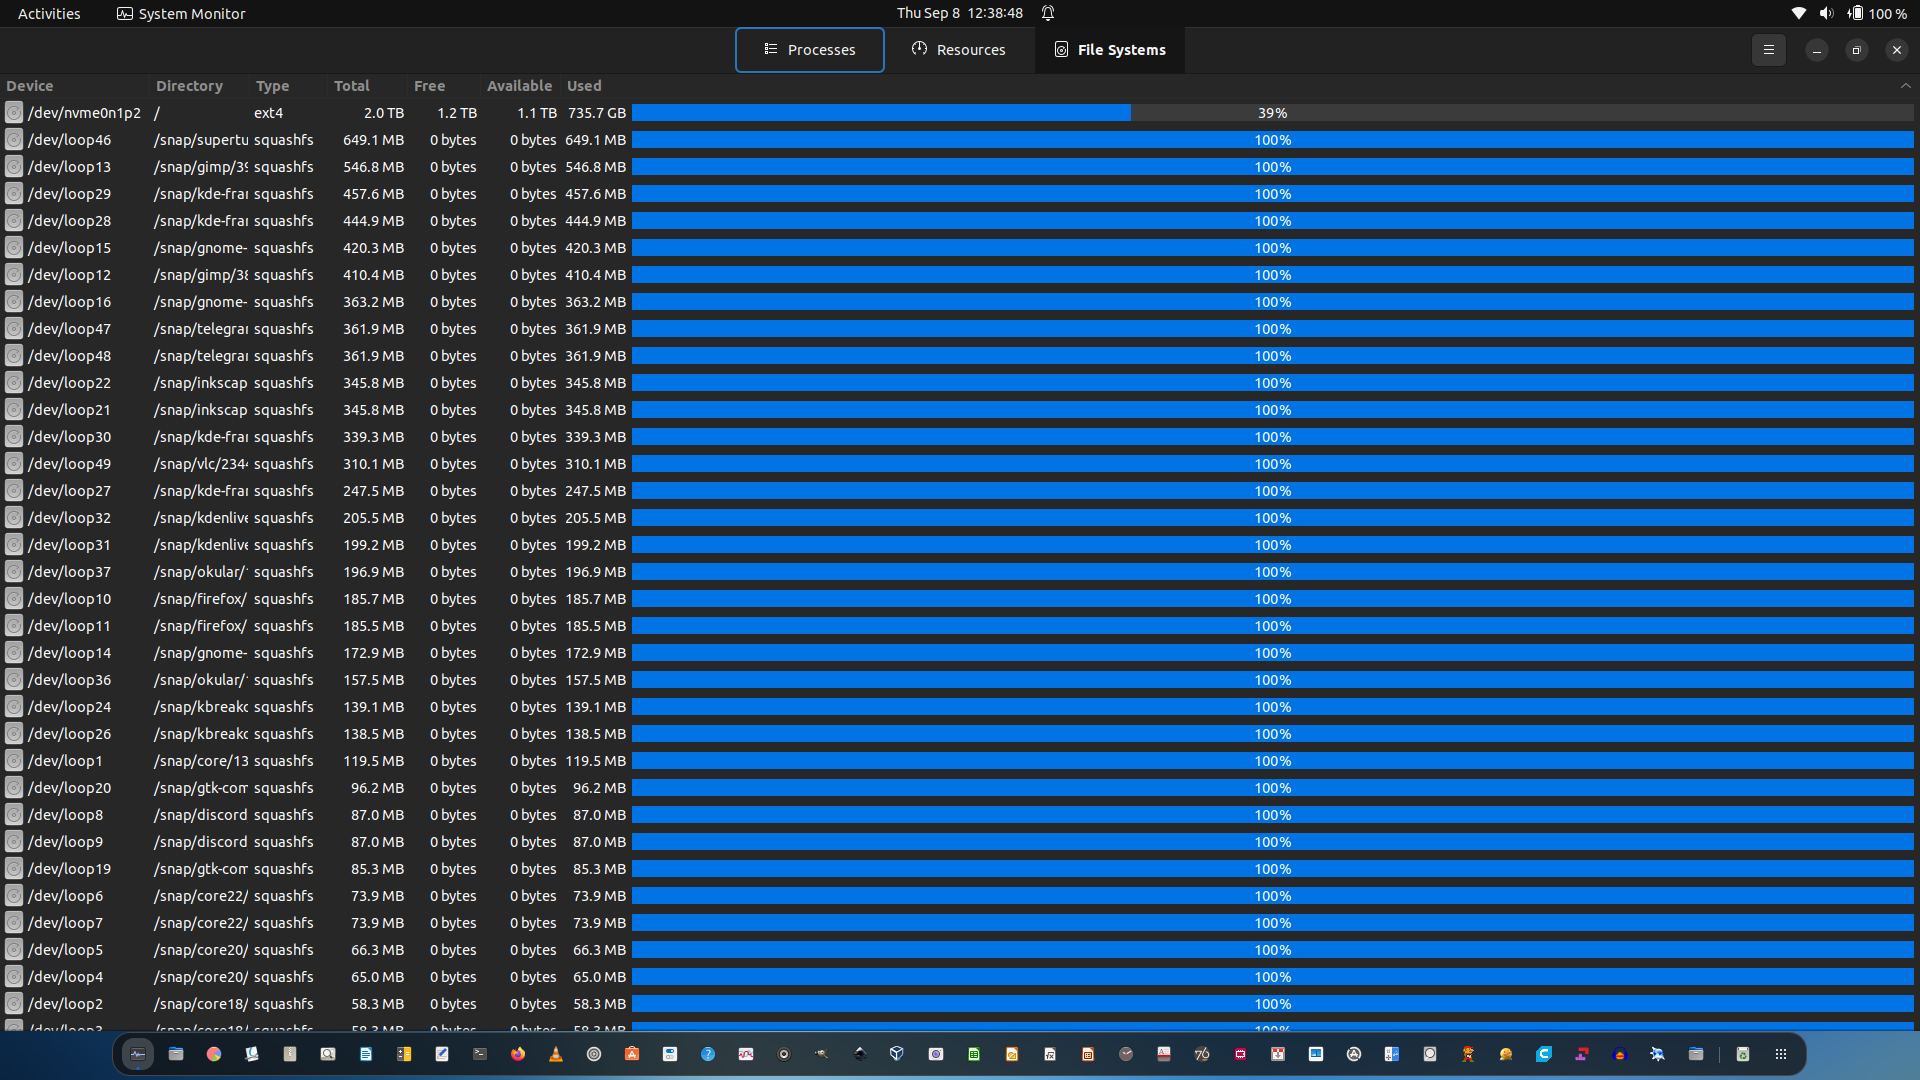 Activities System Monitor Thu Sep 8 12:38:48 100 %
Processes Resources File Systems
Device Directory Type Total Free Available Used
/dev/nvme0n1p2 / ext4 2.0 TB 1.2 TB 1.1 TB 735.7 GB 39%
/dev/loop46 /snap/supertu squashfs 649.1 MB 0 bytes 0 bytes 649.1 MB 100%
/dev/loop13 /snap/gimp/39 squashfs 546.8 MB 0 bytes 0 bytes 546.8 MB 100%
/dev/loop29 /snap/kde-fra squashfs 457.6 MB 0 bytes 0 bytes 457.6 MB 100%
/dev/loop28 /snap/kde-fra squashfs 444.9 MB 0 bytes 0 bytes 444.9 MB 100%
/dev/loop15 /snap/gnome- squashfs 420.3 MB 0 bytes 0 bytes 420.3 MB 100%
/dev/loop12 /snap/gimp/38 squashfs 410.4 MB 0 bytes 0 bytes 410.4 MB 100%
/dev/loop16 /snap/gnome- squashfs 363.2 MB 0 bytes 0 bytes 363.2 MB 100%
/dev/loop47 /snap/telegra squashfs 361.9 MB 0 bytes 0 bytes 361.9 MB 100%
/dev/loop48 /snap/telegra squashfs 361.9 MB 0 bytes 0 bytes 361.9 MB 100%
/dev/loop22 /snap/inkscap squashfs 345.8 MB 0 bytes 0 bytes 345.8 MB 100%
/dev/loop21 /snap/inkscap squashfs 345.8 MB 0 bytes 0 bytes 345.8 MB 100%
/dev/loop30 /snap/kde-fra squashfs 339.3 MB 0 bytes 0 bytes 339.3 MB 100%
/dev/loop49 /snap/vlc/234 squashfs 310.1 MB 0 bytes 0 bytes 310.1 MB 100%
/dev/loop27 /snap/kde-fra squashfs 247.5 MB 0 bytes 0 bytes 247.5 MB 100%
/dev/loop32 /snap/kdenlive squashfs 205.5 MB 0 bytes 0 bytes 205.5 MB 100%
/dev/loop31 /snap/kdenlive squashfs 199.2 MB 0 bytes 0 bytes 199.2 MB 100%
/dev/loop37 /snap/okular/ squashfs 196.9 MB 0 bytes 0 bytes 196.9 MB 100%
/dev/loop10 /snap/firefox/ squashfs 185.7 MB 0 bytes 0 bytes 185.7 MB 100%
/dev/loop11 /snap/firefox/ squashfs 185.5 MB 0 bytes 0 bytes 185.5 MB 100%
/dev/loop14 /snap/gnome- squashfs 172.9 MB 0 bytes 0 bytes 172.9 MB 100%
/dev/loop36 /snap/okular/ squashfs 157.5 MB 0 bytes 0 bytes 157.5 MB 100%
/dev/loop24 /snap/kbreako squashfs 139.1 MB 0 bytes 0 bytes 139.1 MB 100%
/dev/loop26 /snap/kbreako squashfs 138.5 MB 0 bytes 0 bytes 138.5 MB 100%
/dev/loop1 /snap/core/13 squashfs 119.5 MB 0 bytes 0 bytes 119.5 MB 100%
/dev/loop20 /snap/gtk-com squashfs 96.2 MB 0 bytes 0 bytes 96.2 MB 100%
/dev/loop8 /snap/discord squashfs 87.0 MB 0 bytes 0 bytes 87.0 MB 100%
/dev/loop9 /snap/discord squashfs 87.0 MB 0 bytes 0 bytes 87.0 MB 100%
/dev/loop19 /snap/gtk-com squashfs 85.3 MB 0 bytes 0 bytes 85.3 MB 100%
/dev/loop6 /snap/core22/ squashfs 73.9 MB 0 bytes 0 bytes 73.9 MB 100%
/dev/loop7 /snap/core22/ squashfs 73.9 MB 0 bytes 0 bytes 73.9 MB 100%
/dev/loop5 /snap/core20/ squashfs 66.3 MB 0 bytes 0 bytes 66.3 MB 100%
/dev/loop4 /snap/core20/ squashfs 65.0 MB 0 bytes 0 bytes 65.0 MB 100%
/dev/loop2 /snap/core18/ squashfs 58.3 MB 0 bytes 0 bytes 58.3 MB 100%
/dev/loop3 /snap/core18/ squashfs 58.3 MB 0 bytes 0 bytes 58.3 MB 100%
76